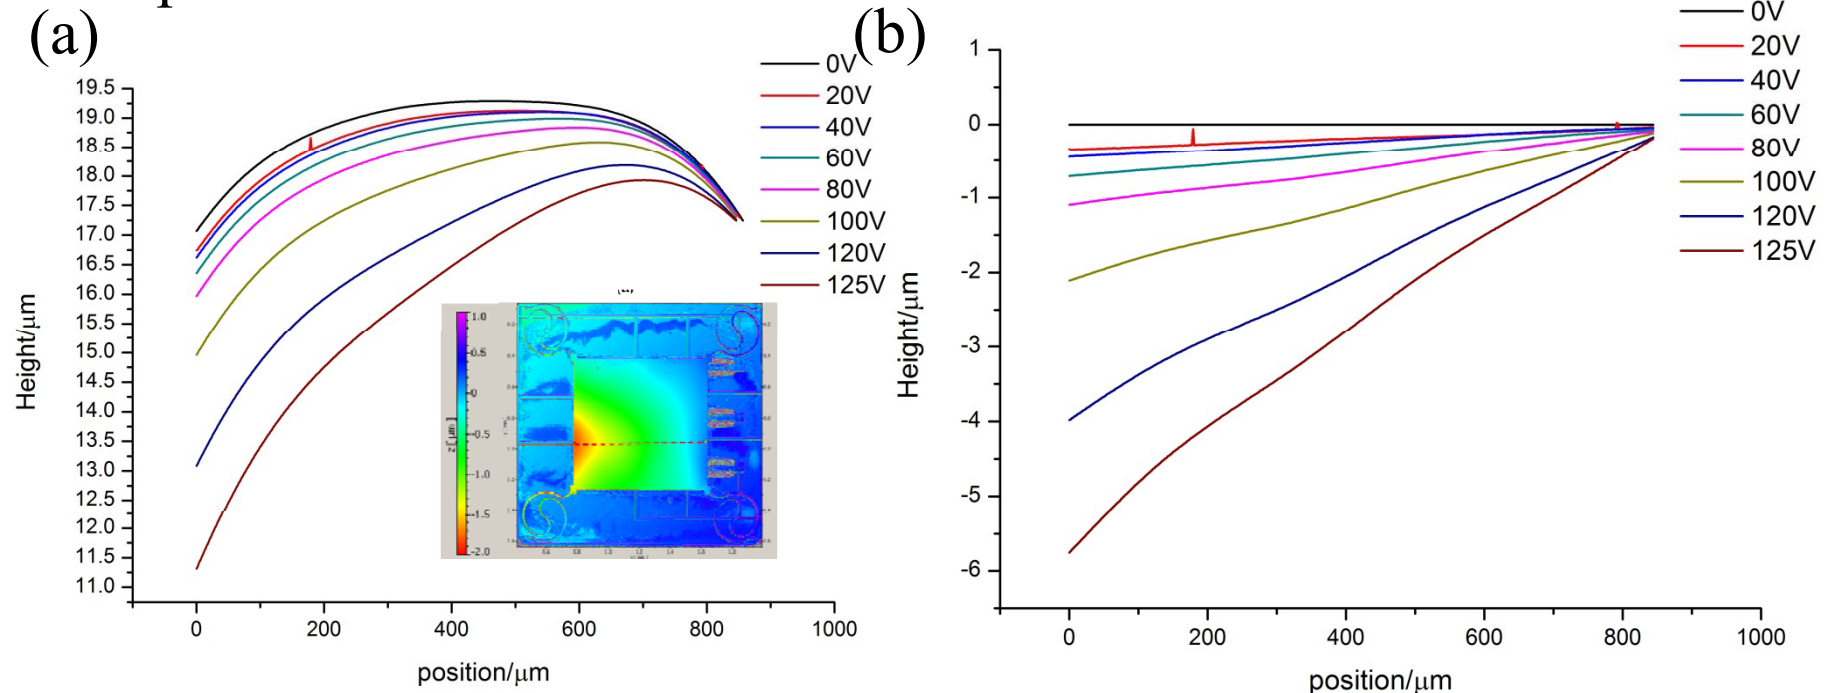 (a)
0V
20V
40V
60V
80V
100V
120V
125V
19.5
19.0
18.5
18.0
17.5
17.0
16.5
16.0
15.5
15.0
14.5
14.0
13.5
13.0
12.5
12.0
11.5
11.0
Height/μm
0
200
400
600
800
1000
position/μm
1.0
0.5
0
-0.5
-1.0
-1.5
-2.0
z[μm]
(b)
0V
20V
40V
60V
80V
100V
120V
125V
1
0
-1
-2
-3
-4
-5
-6
Height/μm
0
200
400
600
800
1000
position/μm